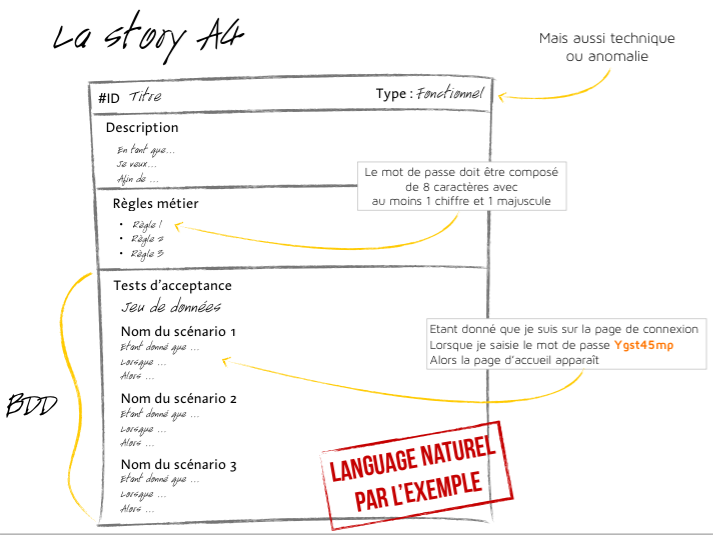 La story A4
Mais aussi technique
ou anomalie
#ID Titre
Type : Fonctionnel
Description
En tant que...
Je veux...
Afin de ...
Le mot de passe doit être composé
de 8 caractères avec
au moins 1 chiffre et 1 majuscule
Règles métier
• Règle 1
• Règle 2
• Règle 3
Tests d'acceptance
Jeu de données
Nom du scénario 1
Etant donné que ...
Lorsque ...
Alors ...
Etant donné que je suis sur la page de connexion
Lorsque je saisie le mot de passe Ygst45mp
Alors la page d'accueil apparaît
BDD
Nom du scénario 2
Etant donné que ...
Lorsque ...
Alors ...
Nom du scénario 3
Etant donné que ...
Lorsque ...
Alors ...
LANGUAGE NATUREL
PAR L'EXEMPLE